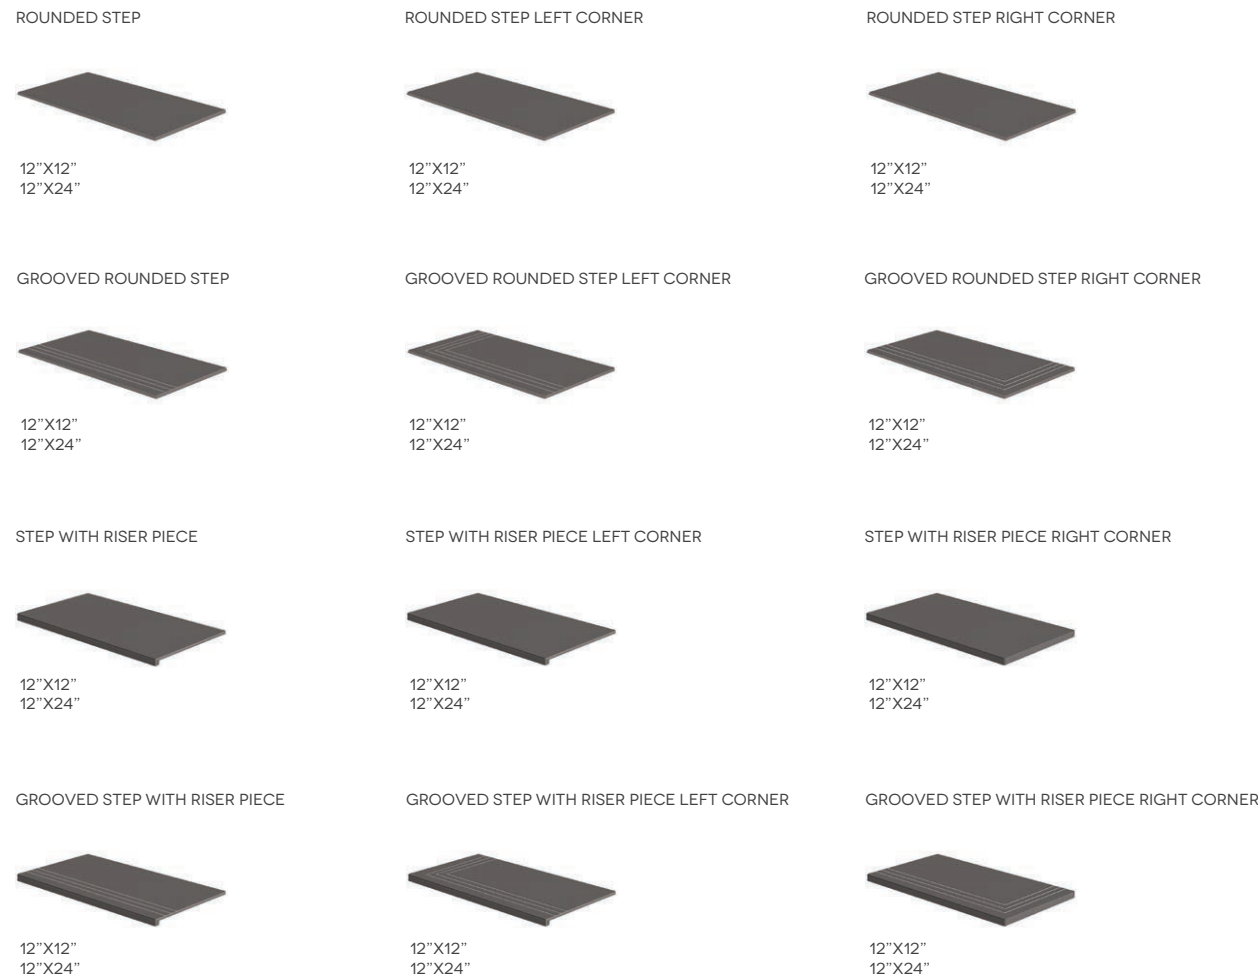 ROUNDED STEP
12”X12”
12”X24”
ROUNDED STEP LEFT CORNER
12”X12”
12”X24”
ROUNDED STEP RIGHT CORNER
12”X12”
12”X24”
GROOVED ROUNDED STEP
12”X12”
12”X24”
GROOVED ROUNDED STEP LEFT CORNER
12”X12”
12”X24”
GROOVED ROUNDED STEP RIGHT CORNER
12”X12”
12”X24”
STEP WITH RISER PIECE
12”X12”
12”X24”
STEP WITH RISER PIECE LEFT CORNER
12”X12”
12”X24”
STEP WITH RISER PIECE RIGHT CORNER
12”X12”
12”X24”
GROOVED STEP WITH RISER PIECE
12”X12”
12”X24”
GROOVED STEP WITH RISER PIECE LEFT CORNER
12”X12”
12”X24”
GROOVED STEP WITH RISER PIECE RIGHT CORNER
12”X12”
12”X24”